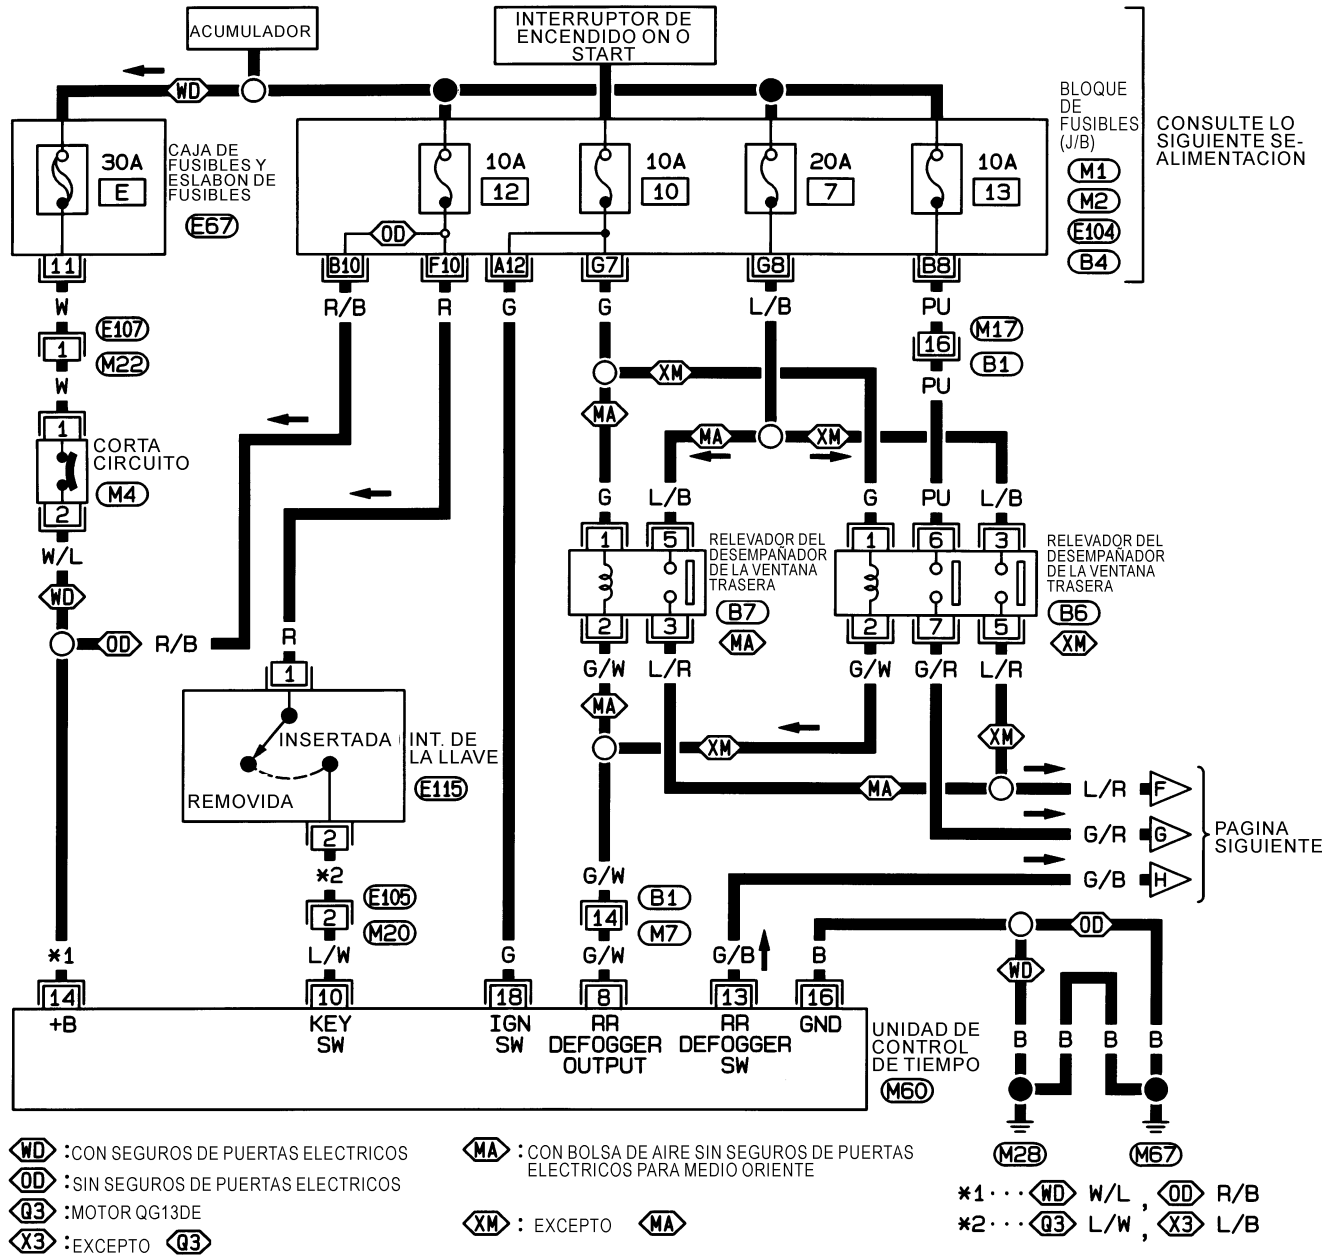 ACUMULADOR
INTERRUPTOR DE
ENCENDIDO ON O
START
WD
BLOQUE
DE
FUSIBLES
(J/B)
M1
M2
E104
B4
CONSULTE LO
SIGUIENTE SE-
ALIMENTACION
30A
E
CAJA DE
FUSIBLES Y
ESLABON DE
FUSIBLES
E67
10A
12
10A
10
20A
7
10A
13
OD
11
B10
F10
A12
G7
G8
B8
W
R/B
R
G
G
L/B
PU
E107
1
M22
M17
16
B1
W
XM
PU
MA
1
CORTA
CIRCUITO
M4
2
MA
XM
G
L/B
G
PU
L/B
W/L
1
5
RELEVADOR DEL
DESEMPAÑADOR
DE LA VENTANA
TRASERA
B7
MA
1
6
3
RELEVADOR DEL
DESEMPAÑADOR
DE LA VENTANA
TRASERA
B6
XM
WD
2
3
2
7
5
OD
R/B
R
G/W
L/R
G/W
G/R
L/R
1
MA
INSERTADA
INT. DE
LA LLAVE
E115
REMOVIDA
XM
XM
MA
L/R
F
G/R
G
G/B
H
PAGINA
SIGUIENTE
2
*2
E105
2
M20
L/W
G/W
B1
14
M7
G/W
OD
*1
G
G/B
B
WD
14
10
18
8
13
16
+B
KEY
SW
IGN
SW
RR
DEFOGGER
OUTPUT
RR
DEFOGGER
SW
GND
UNIDAD DE
CONTROL
DE TIEMPO
M60
B
B
B
B
M28
M67
WD :CON SEGUROS DE PUERTAS ELECTRICOS
OD :SIN SEGUROS DE PUERTAS ELECTRICOS
Q3 :MOTOR QG13DE
X3 :EXCEPTO Q3
MA :CON BOLSA DE AIRE SIN SEGUROS DE PUERTAS
ELECTRICOS PARA MEDIO ORIENTE
XM : EXCEPTO MA
*1··· WD W/L , OD R/B
*2··· Q3 L/W , X3 L/B